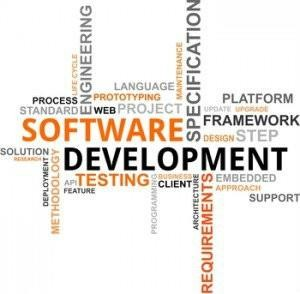 LIFE CYCLE
ENGINEERING
LANGUAGE
MAINTENANCE
SPECIFICATION
PROCESS
PROTOTYPING
PLATFORM
STANDARD
WEB
PROJECT
UPDATE
UPGRADE
FRAMEWORK
SOFTWARE
DESIGN
STEP
SOLUTION
RESEARCH
METHODOLOGY
DEVELOPMENT
DEPLOYMENT
API
TESTING
BUSINESS
EMBEDDED
FEATURE
PROGRAMMING
CLIENT
ARCHITECTURE
REQUIREMENTS
APPROACH
SUPPORT